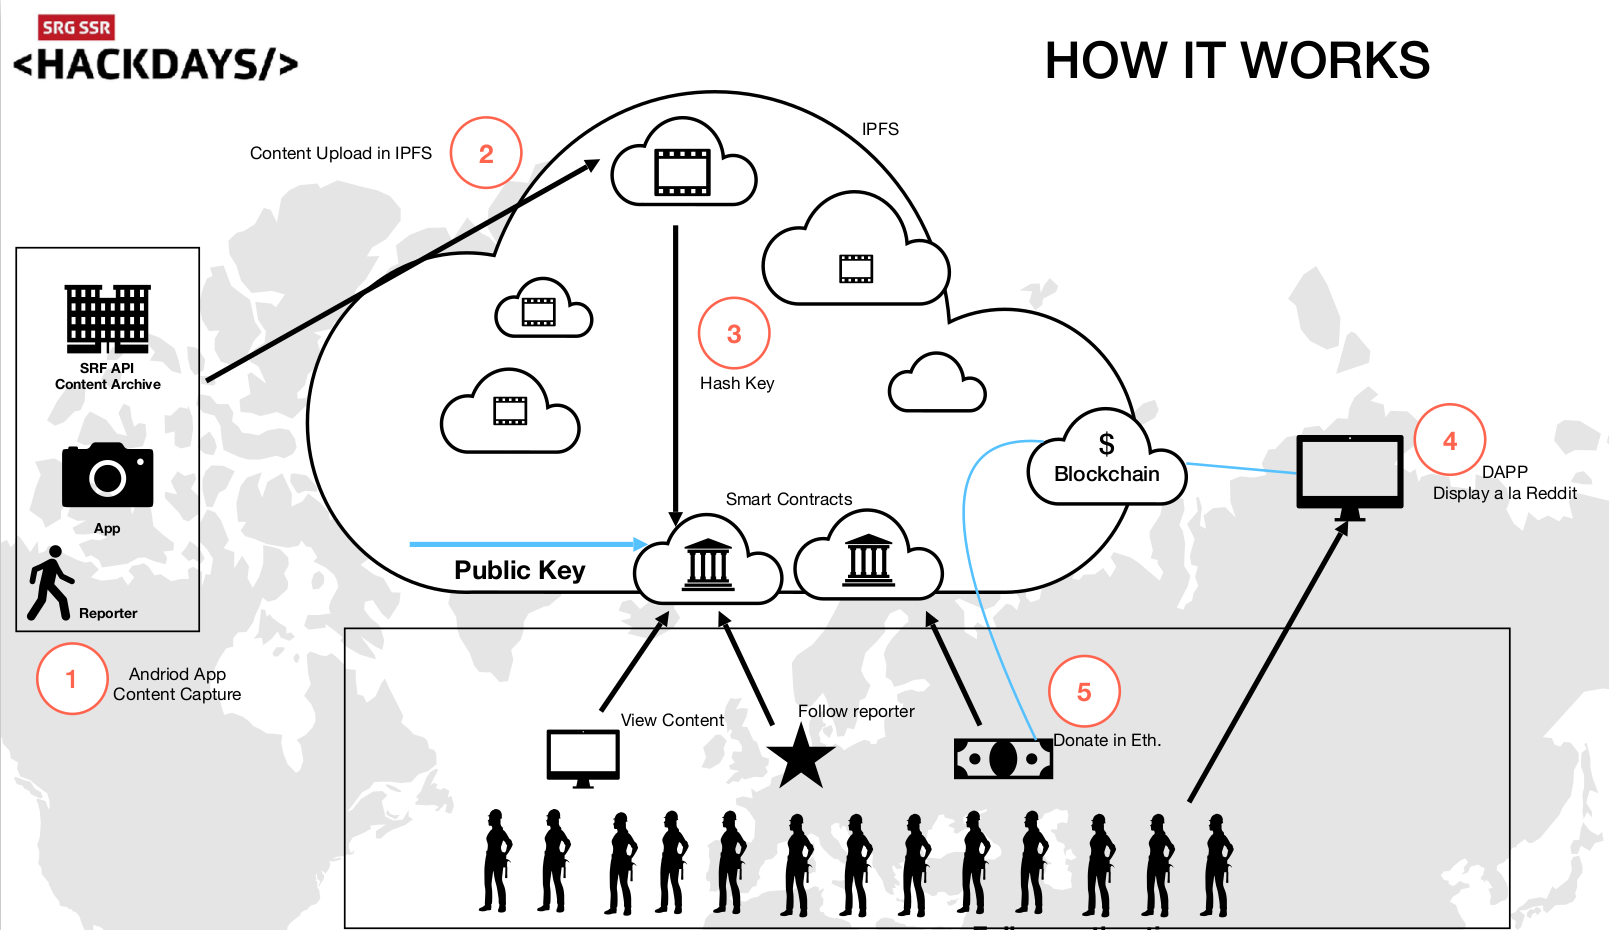 SRG SSR
<HACKDAYS/>
HOW IT WORKS
IPFS
Content Upload in IPFS
2
SRF API
Content Archive
App
Reporter
1
Andriod App
Content Capture
3
Hash Key
Smart Contracts
Public Key
$
Blockchain
4
DAPP
Display a la Reddit
View Content
Follow reporter
5
Donate in Eth.